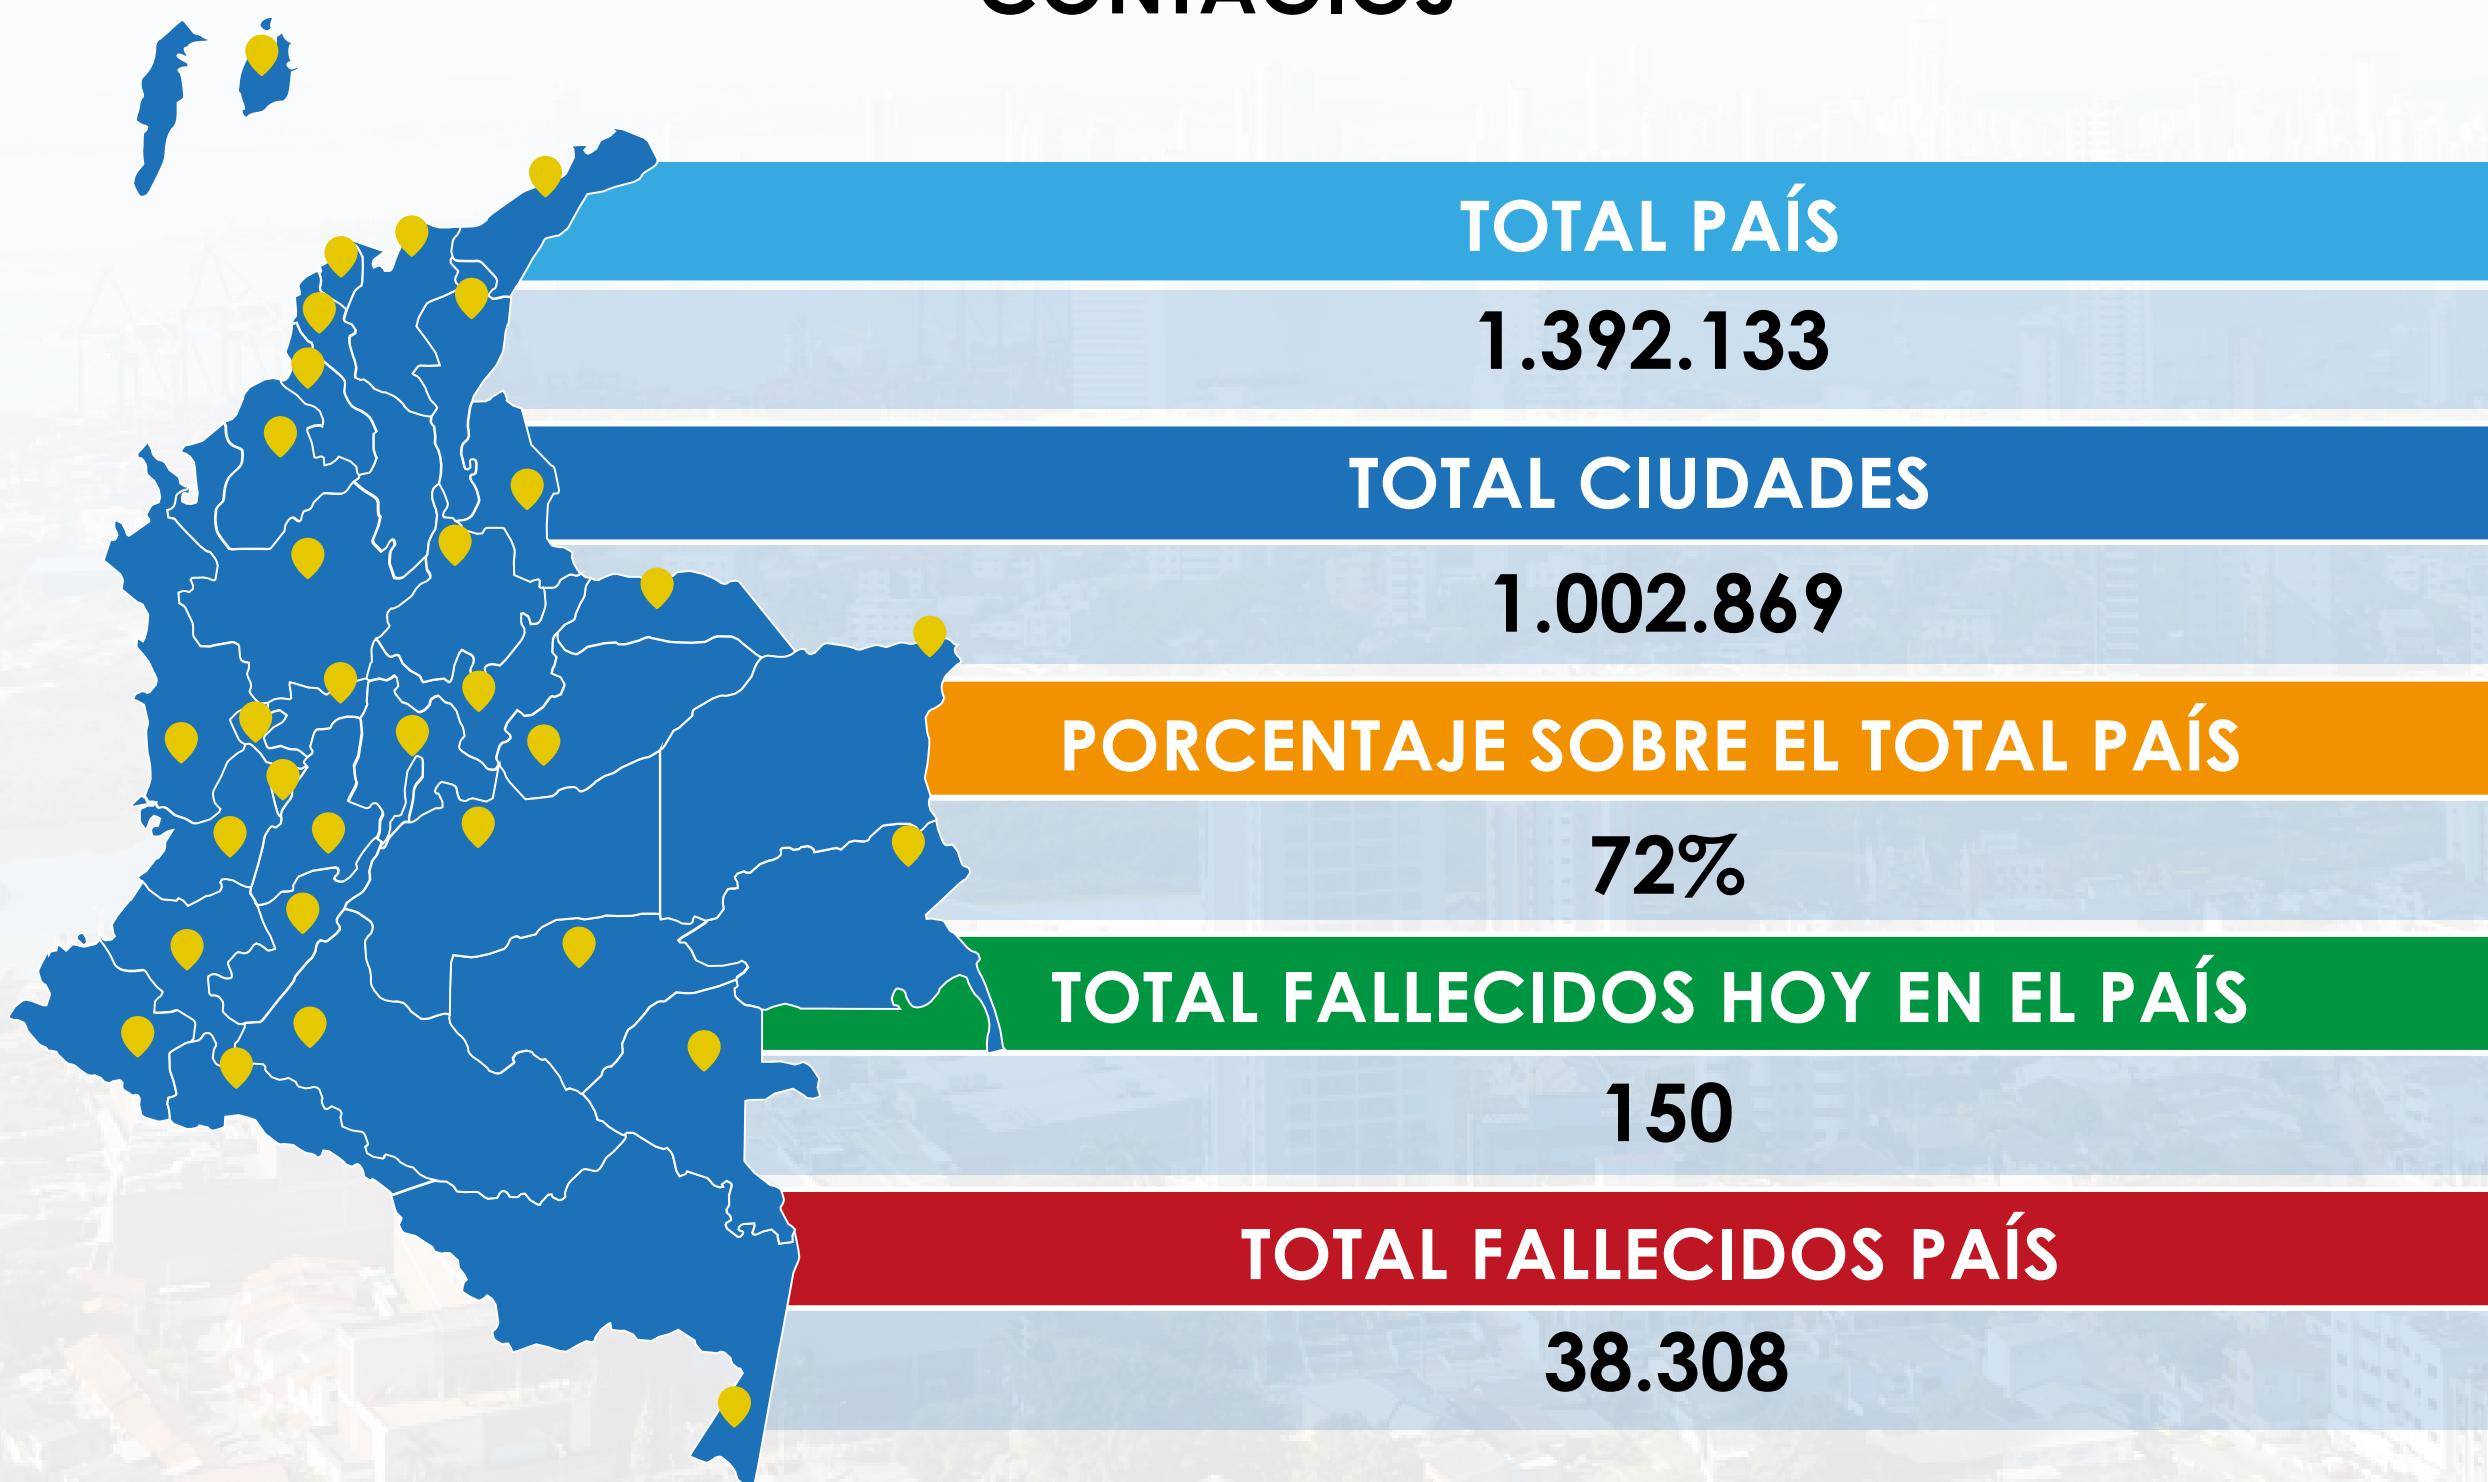 CONTAGIOS
TOTAL PAÍS
1.392.133
TOTAL CIUDADES
1.002.869
PORCENTAJE SOBRE EL TOTAL PAÍS
72%
TOTAL FALLECIDOS HOY EN EL PAÍS
150
TOTAL FALLECIDOS PAÍS
38.308